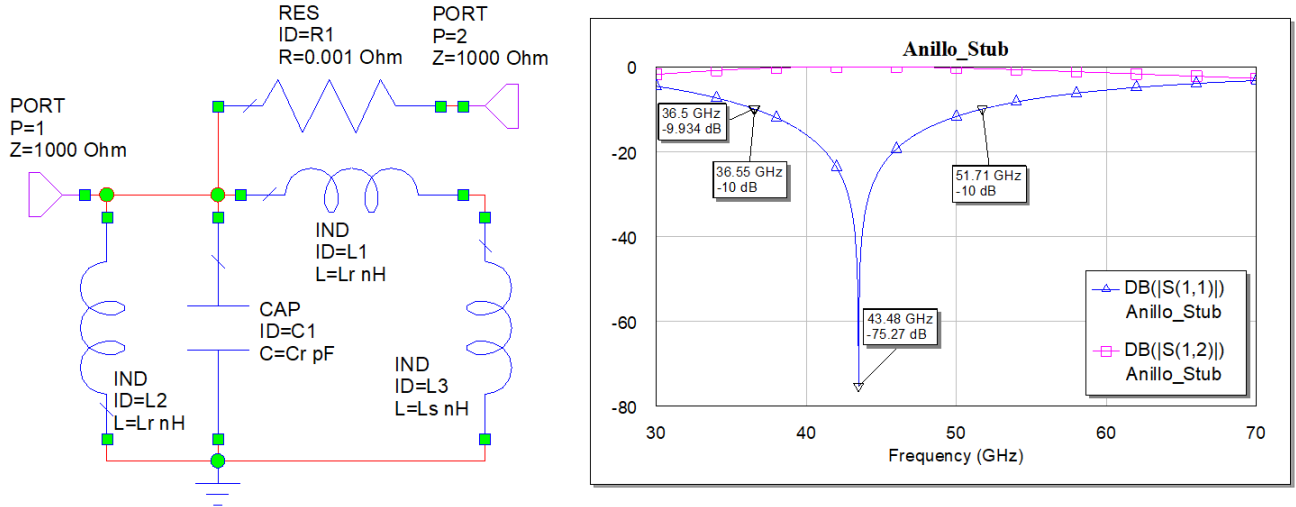 RES
ID=R1
R=0.001 Ohm
PORT
P=2
Z=1000 Ohm
PORT
P=1
Z=1000 Ohm
IND
ID=L1
L=Lr nH
CAP
ID=C1
C=Cr pF
IND
ID=L2
L=Lr nH
IND
ID=L3
L=Ls nH
Anillo_Stub
0
-20
-40
-60
-80
36.5 GHz
-9.934 dB
36.55 GHz
-10 dB
51.71 GHz
-10 dB
43.48 GHz
-75.27 dB
DB(|S(1,1)|)
Anillo_Stub
DB(|S(1,2)|)
Anillo_Stub
30 40 50 60 70
Frequency (GHz)